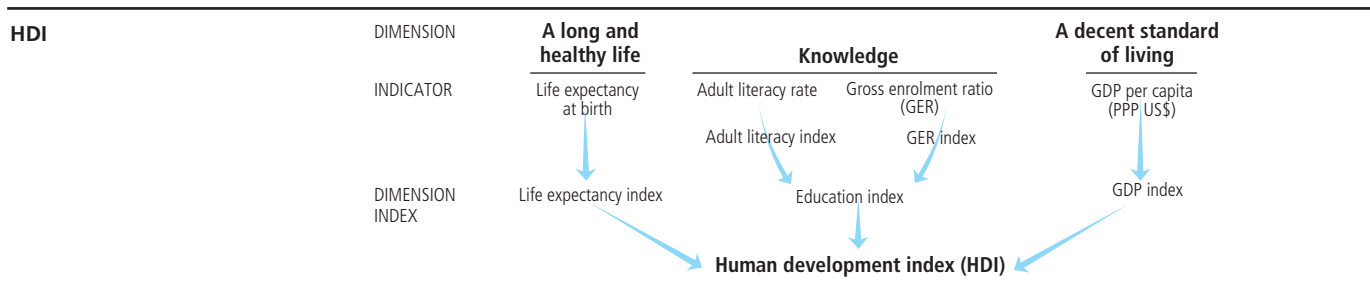 HDI
DIMENSION
A long and
healthy life
Knowledge
A decent standard
of living
INDICATOR
Life expectancy
at birth
Adult literacy rate
Gross enrolment ratio
(GER)
GDP per capita
(PPP US$)
Adult literacy index
GER index
DIMENSION
INDEX
Life expectancy index
Education index
GDP index
Human development index (HDI)